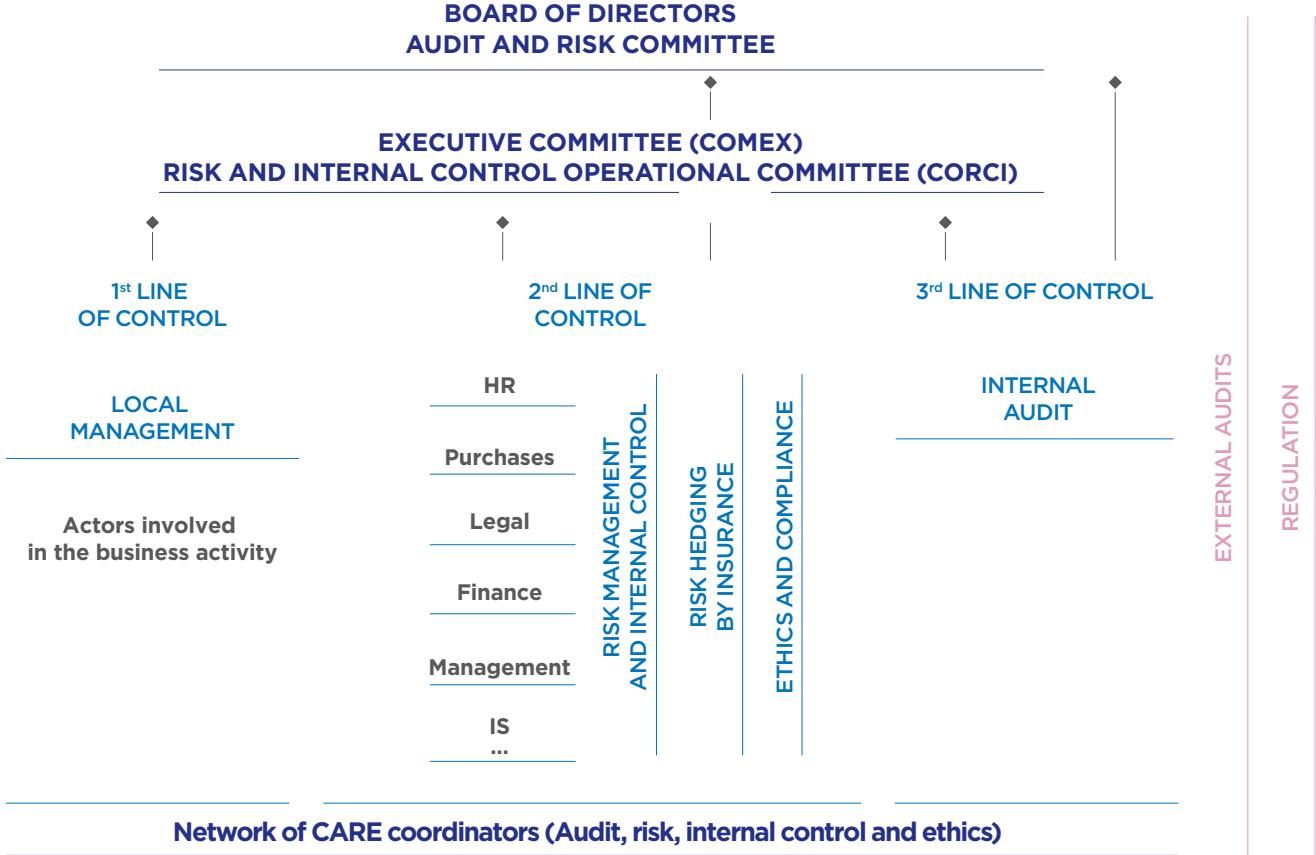 BOARD OF DIRECTORS
AUDIT AND RISK COMMITTEE
EXECUTIVE COMMITTEE (COMEX)
RISK AND INTERNAL CONTROL OPERATIONAL COMMITTEE (CORCI)
1st LINE
OF CONTROL
2nd LINE OF
CONTROL
3rd LINE OF CONTROL
LOCAL
MANAGEMENT
Actors involved
in the business activity
HR
Purchases
Legal
Finance
Management
IS
...
RISK MANAGEMENT
AND INTERNAL CONTROL
RISK HEDGING
BY INSURANCE
ETHICS AND COMPLIANCE
INTERNAL
AUDIT
EXTERNAL AUDITS
REGULATION
Network of CARE coordinators (Audit, risk, internal control and ethics)